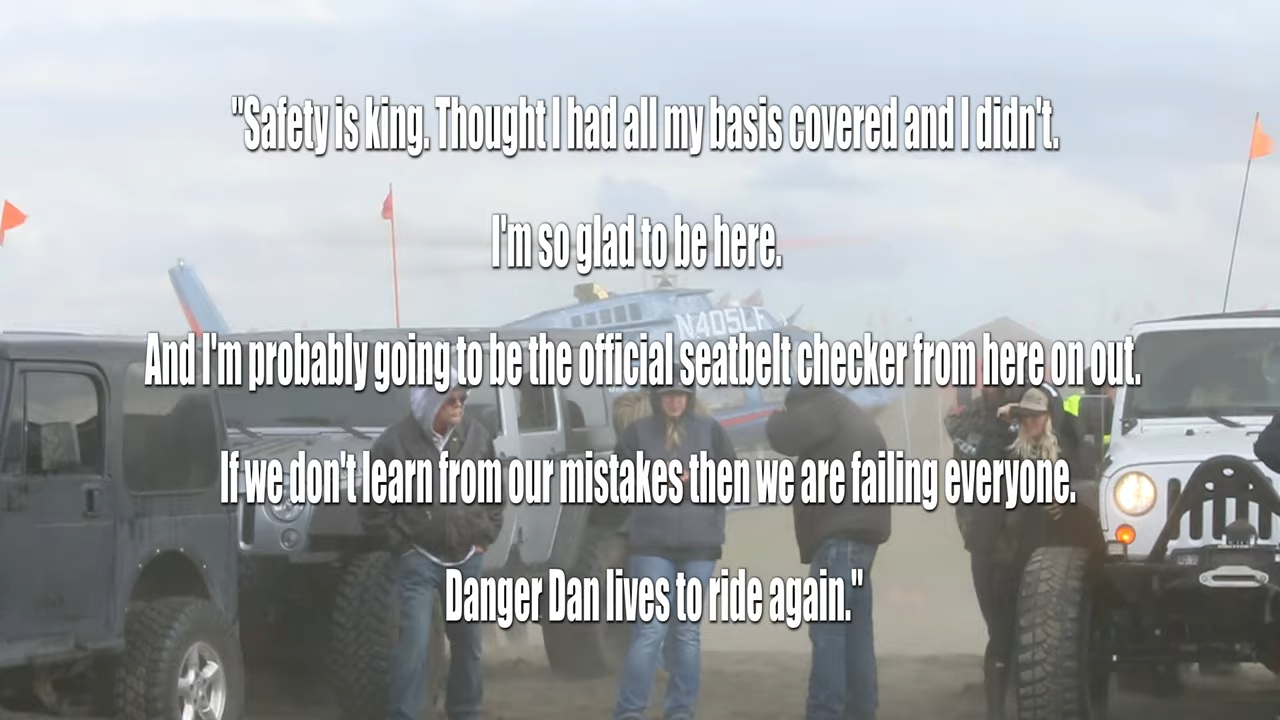 "Safety is king. Thought I had all my basis covered and I didn't.
I'm so glad to be here.
N405LF
And I'm probably going to be the official seatbelt checker from here on out.
If we don't learn from our mistakes then we are failing everyone.
Danger Dan lives to ride again."